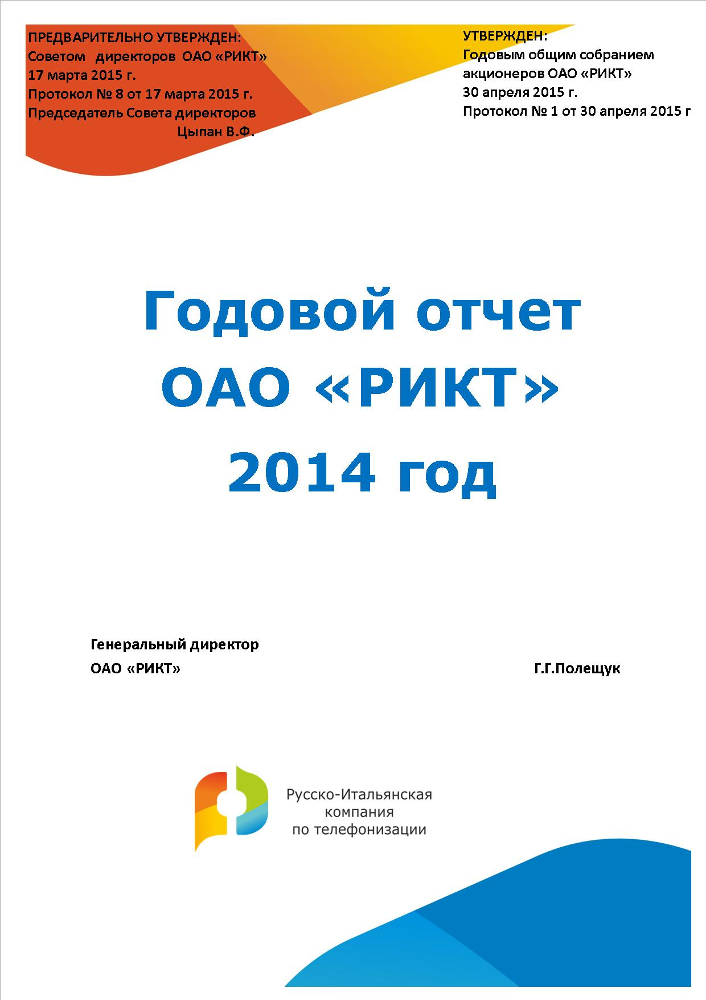 ПРЕДВАРИТЕЛЬНО УТВЕРЖДЕН:
Советом директоров ОАО «РИКТ»
17 марта 2015 г.
Протокол № 8 от 17 марта 2015 г.
Председатель Совета директоров
Цыпан В.Ф.
УТВЕРЖДЕН:
Годовым общим собранием
акционеров ОАО «РИКТ»
30 апреля 2015 г.
Протокол № 1 от 30 апреля 2015 г
Годовой отчет
ОАО «РИКТ»
2014 год
Генеральный директор
ОАО «РИКТ» Г.Г.Полещук
Русско-Итальянская
компания
по телефонизации